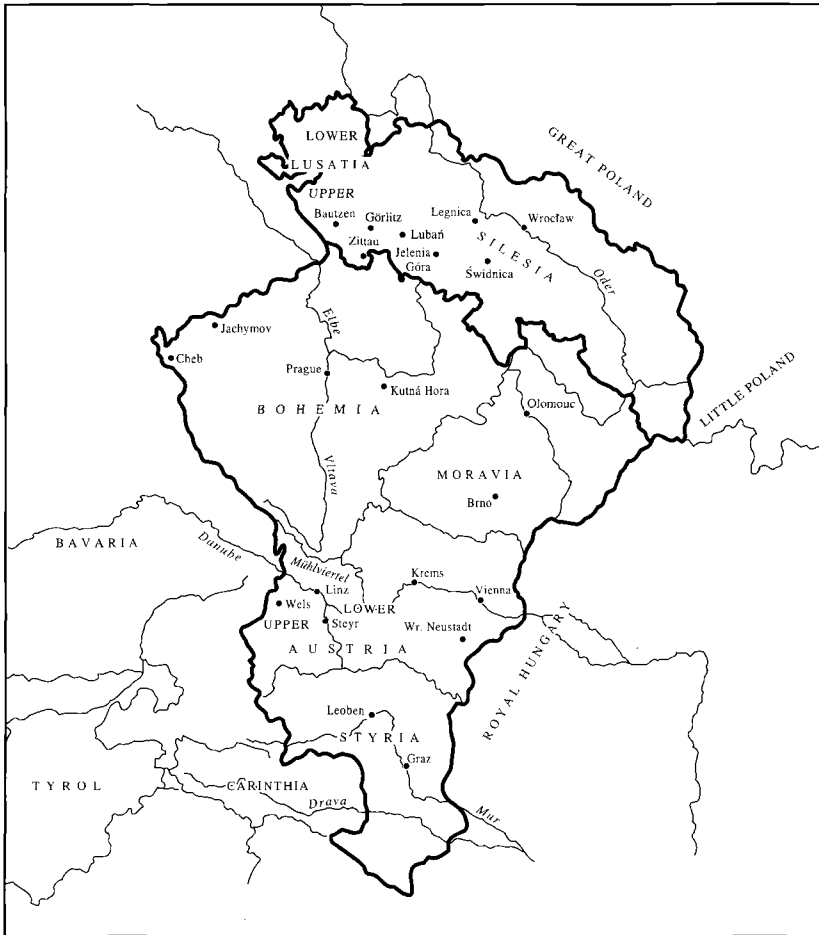 GREAT POLAND
LOWER
LUSATIA
UPPER
Bautzen
Görlitz
Legnica
Wrocław
Lubań
Zittau
Jelenia
Góra
SILESIA
Świdnica
Oder
Elbe
Jachymov
Cheb
Prague
Kutná Hora
LITTLE POLAND
BOHEMIA
Olomouc
Vltava
MORAVIA
Brno
BAVARIA
Danube
Mühlviertel
Krems
Linz
Vienna
Wels
LOWER
UPPER
Steyr
Wr. Neustadt
AUSTRIA
ROYAL HUNGARY
Leoben
STYRIA
Graz
TYROL
CARINTHIA
Drava
Mur